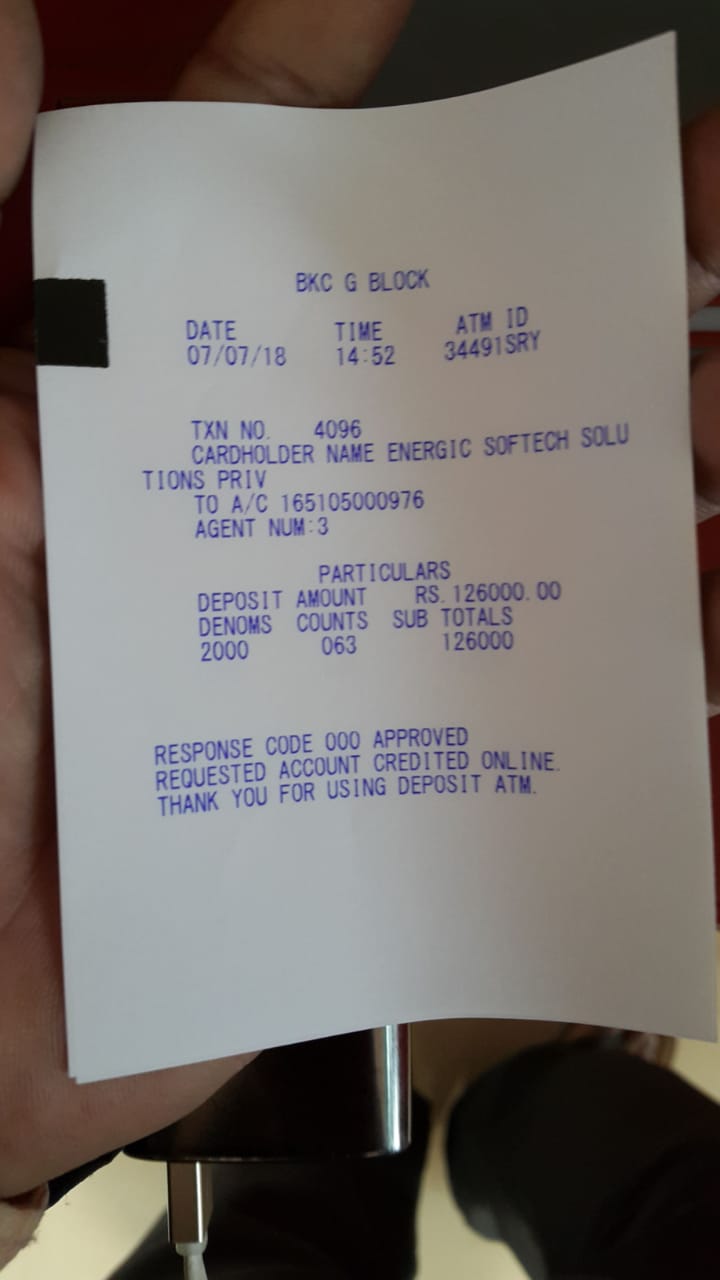 BKC G BLOCK
DATE TIME ATM ID
07/07/18 14:52 34491SRY
TXN NO. 4096
CARDHOLDER NAME ENERGIC SOFTECH SOLU
TIONS PRIV
TO A/C 165105000976
AGENT NUM:3
PARTICULARS
DEPOSIT AMOUNT RS.126000.00
DENOMS COUNTS SUB TOTALS
2000 063 126000
RESPONSE CODE 000 APPROVED
REQUESTED ACCOUNT CREDITED ONLINE.
THANK YOU FOR USING DEPOSIT ATM.